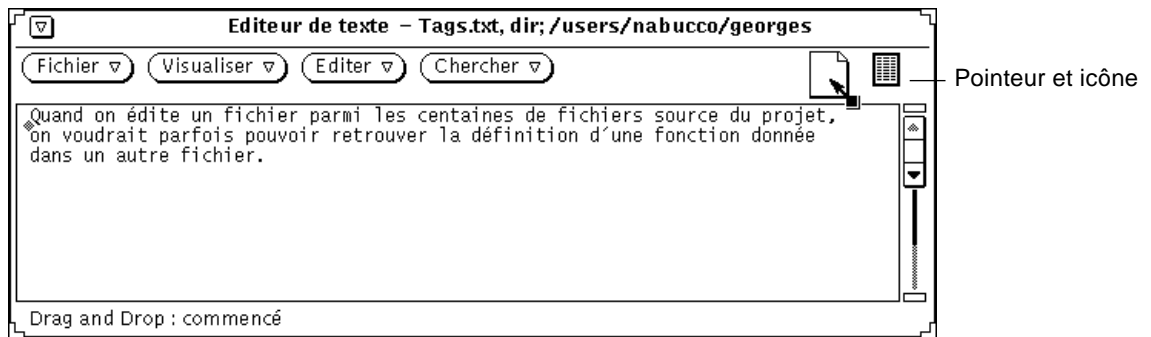 Editeur de texte – Tags.txt, dir; /users/nabucco/georges
Fichier Visualiser Editer Chercher
Pointeur et icône
Quand on édite un fichier parmi les centaines de fichiers source du projet,
on voudrait parfois pouvoir retrouver la définition d´une fonction donnée
dans un autre fichier.
Drag and Drop : commencé